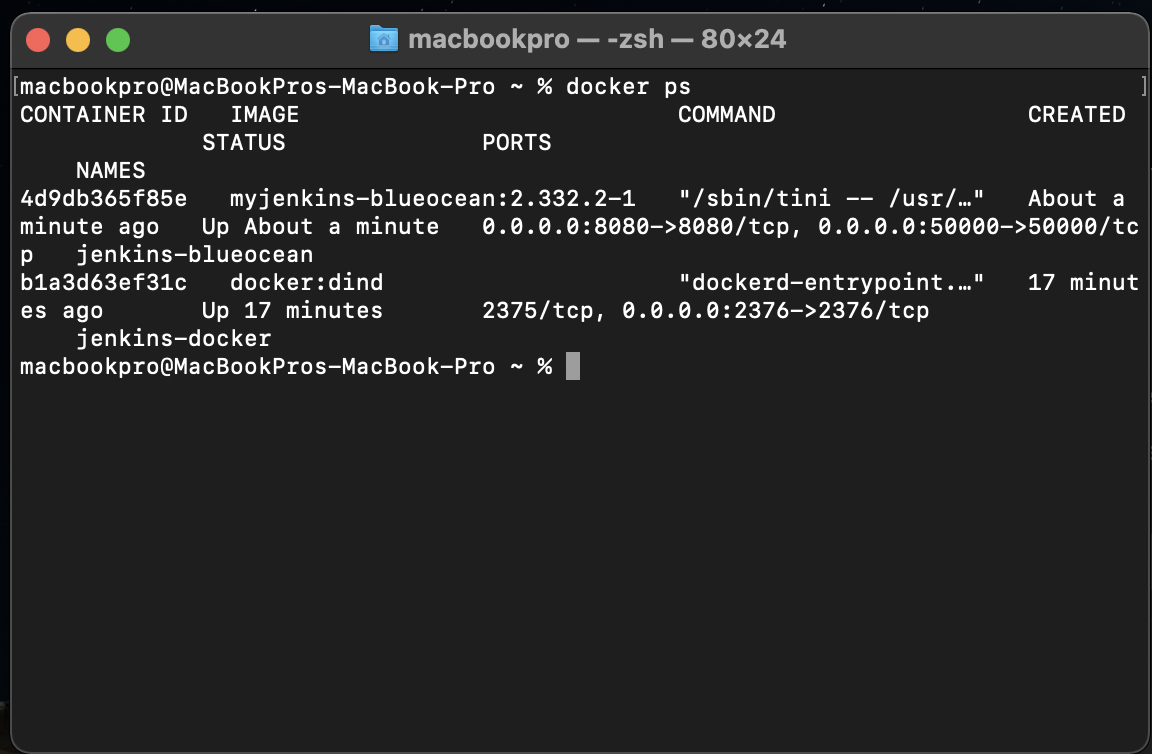 macbookpro — -zsh — 80×24
[macbookpro@MacBookPros-MacBook-Pro ~ % docker ps                                ]
CONTAINER ID   IMAGE                           COMMAND                  CREATED
             STATUS              PORTS
    NAMES
4d9db365f85e   myjenkins-blueocean:2.332.2-1   "/sbin/tini -- /usr/…"   About a
minute ago   Up About a minute   0.0.0.0:8080->8080/tcp, 0.0.0.0:50000->50000/tc
p   jenkins-blueocean
b1a3d63ef31c   docker:dind                     "dockerd-entrypoint.…"   17 minut
es ago       Up 17 minutes       2375/tcp, 0.0.0.0:2376->2376/tcp
    jenkins-docker
macbookpro@MacBookPros-MacBook-Pro ~ %